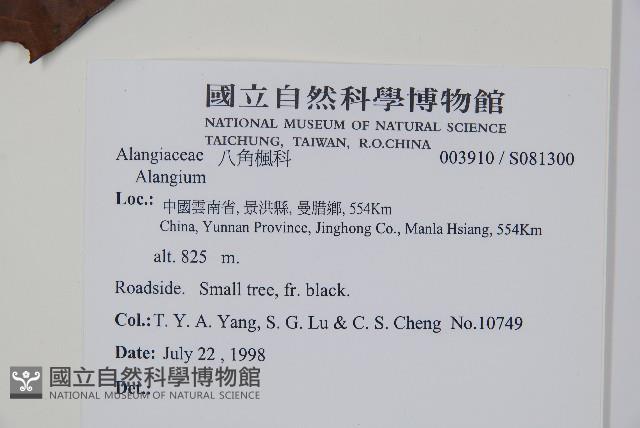 國立自然科學博物館
NATIONAL MUSEUM OF NATURAL SCIENCE
TAICHUNG, TAIWAN, R.O.CHINA
Alangiaceae 八角楓科 003910 / S081300
Alangium
Loc.: 中國雲南省, 景洪縣, 曼腊鄉, 554Km
China, Yunnan Province, Jinghong Co., Manla Hsiang, 554Km
alt. 825 m.
Roadside. Small tree, fr. black.
Col.: T. Y. A. Yang, S. G. Lu & C. S. Cheng No.10749
Date: July 22 , 1998
Det.:
國立自然科學博物館
NATIONAL MUSEUM OF NATURAL SCIENCE